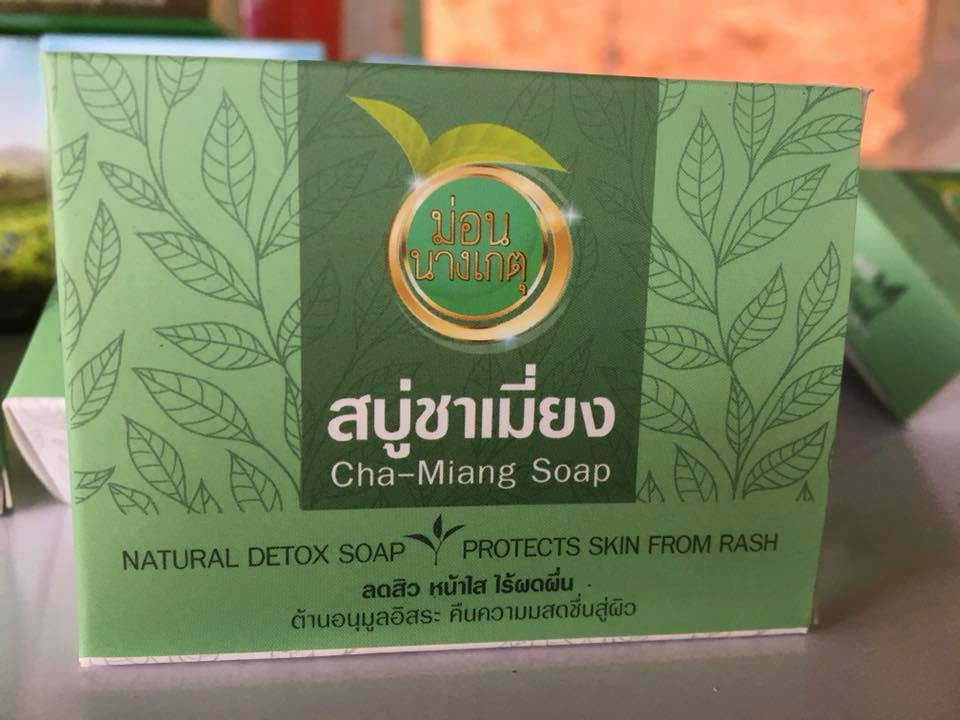 ม่อน
นางเกตุ
สบู่ชาเมี่ยง
Cha-Miang Soap
NATURAL DETOX SOAP PROTECTS SKIN FROM RASH
ลดสิว หน้าใส ไร้ผดผื่น
ต้านอนุมูลอิสระ คืนความมสดชื่นสู่ผิว